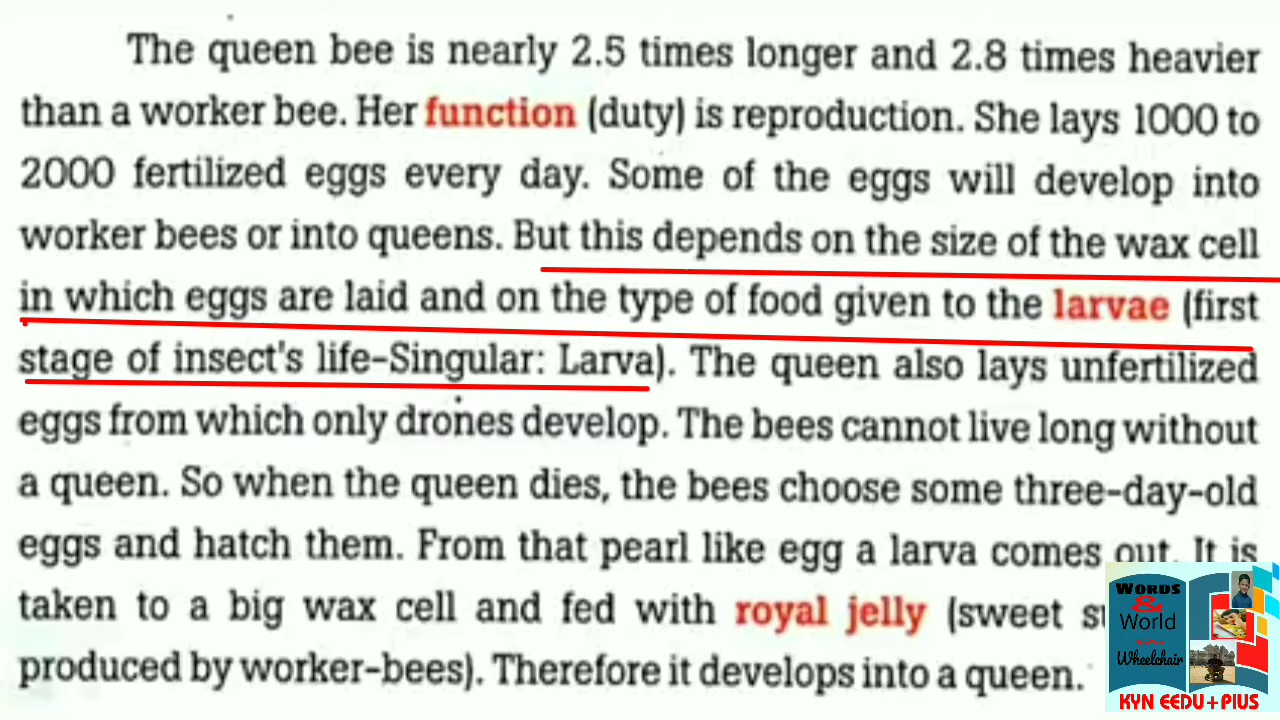 The queen bee is nearly 2.5 times longer and 2.8 times heavier
than a worker bee. Her function (duty) is reproduction. She lays 1000 to
2000 fertilized eggs every day. Some of the eggs will develop into
worker bees or into queens. But this depends on the size of the wax cell
in which eggs are laid and on the type of food given to the larvae (first
stage of insect's life-Singular: Larva). The queen also lays unfertilized
eggs from which only drones develop. The bees cannot live long without
a queen. So when the queen dies, the bees choose some three-day-old
eggs and hatch them. From that pearl like egg a larva comes out. It is
taken to a big wax cell and fed with royal jelly (sweet
produced by worker-bees). Therefore it develops into a queen.
WORDS
&
World
Wheelchair
KYN EEDU+PIUS